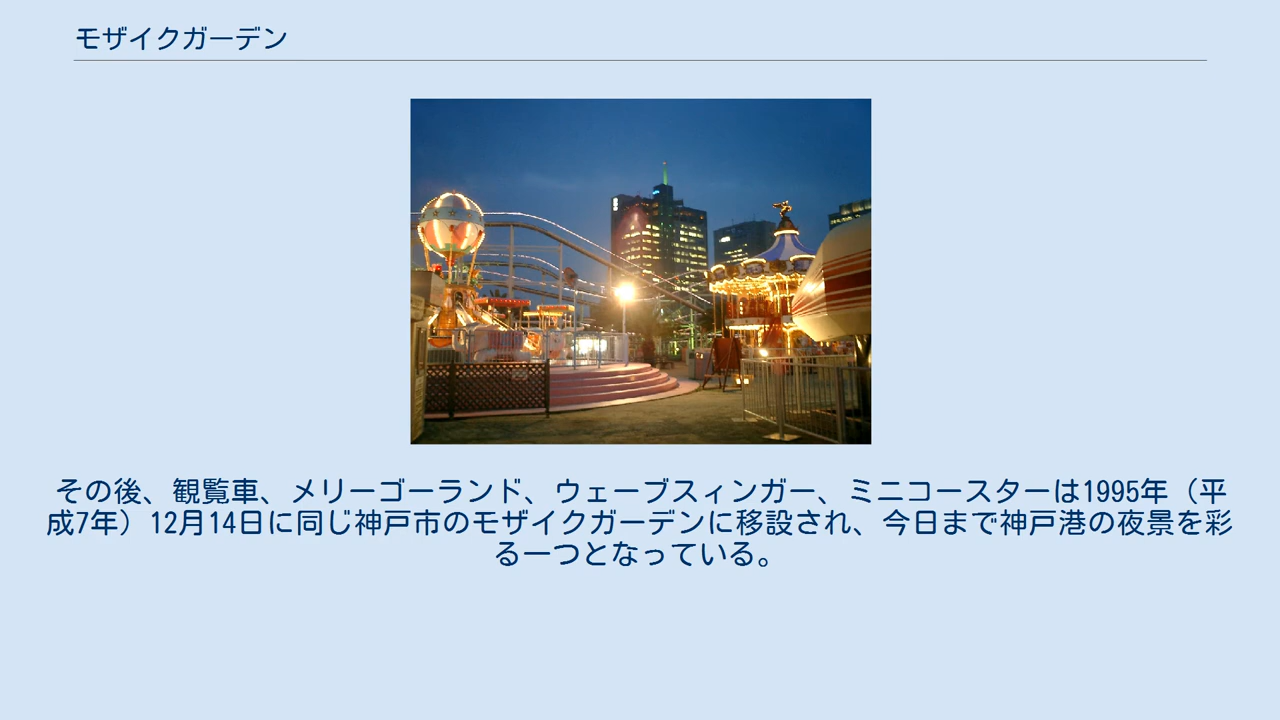 モザイクガーデン
その後、観覧車、メリーゴーランド、ウェーブスィンガー、ミニコースターは1995年（平
成7年）12月14日に同じ神戸市のモザイクガーデンに移設され、今日まで神戸港の夜景を彩
る一つとなっている。